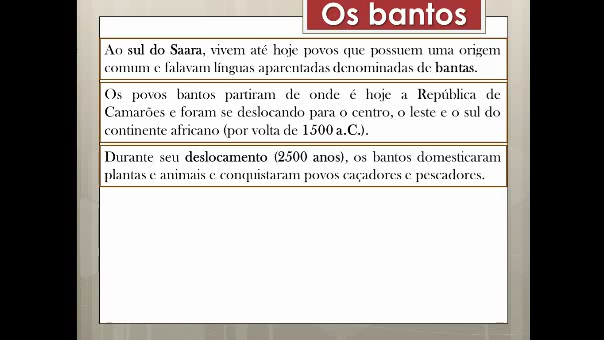 Os bantos
Ao sul do Saara, vivem até hoje povos que possuem uma origem
comum e falavam línguas aparentadas denominadas de bantas.
Os povos bantos partiram de onde é hoje a República de
Camarões e foram se deslocando para o centro, o leste e o sul do
continente africano (por volta de 1500 a.C.).
Durante seu deslocamento (2500 anos), os bantos domesticaram
plantas e animais e conquistaram povos caçadores e pescadores.